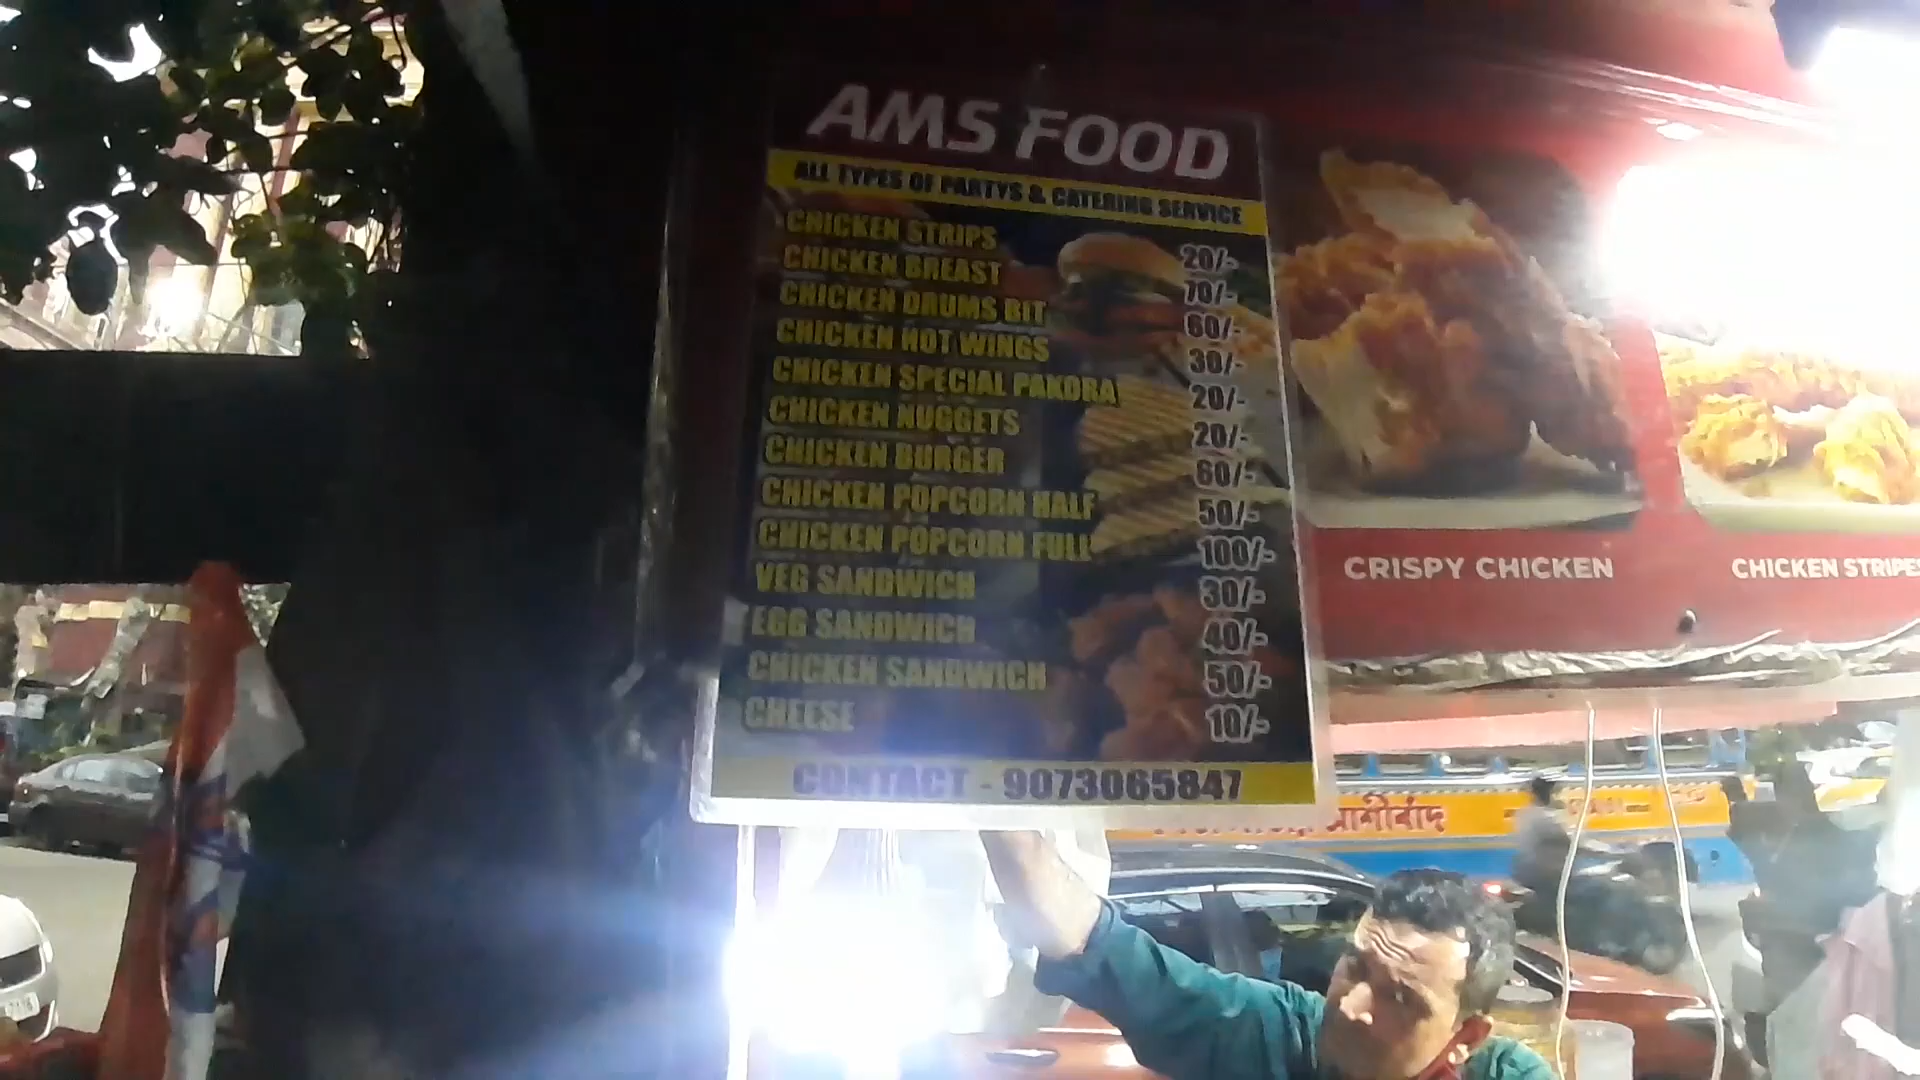 AMS FOOD
ALL TYPES OF PARTYS & CATERING SERVICE
CHICKEN STRIPS 20/-
CHICKEN BREAST 70/-
CHICKEN DRUMS BIT 60/-
CHICKEN HOT WINGS 30/-
CHICKEN SPECIAL PAKORA 20/-
CHICKEN NUGGETS 20/-
CHICKEN BURGER 60/-
CHICKEN POPCORN HALF 50/-
CHICKEN POPCORN FULL 100/-
VEG SANDWICH 30/-
EGG SANDWICH 40/-
CHICKEN SANDWICH 50/-
CHEESE 10/-
CONTACT - 9073065847
CRISPY CHICKEN
CHICKEN STRIPES
আশীর্বাদ